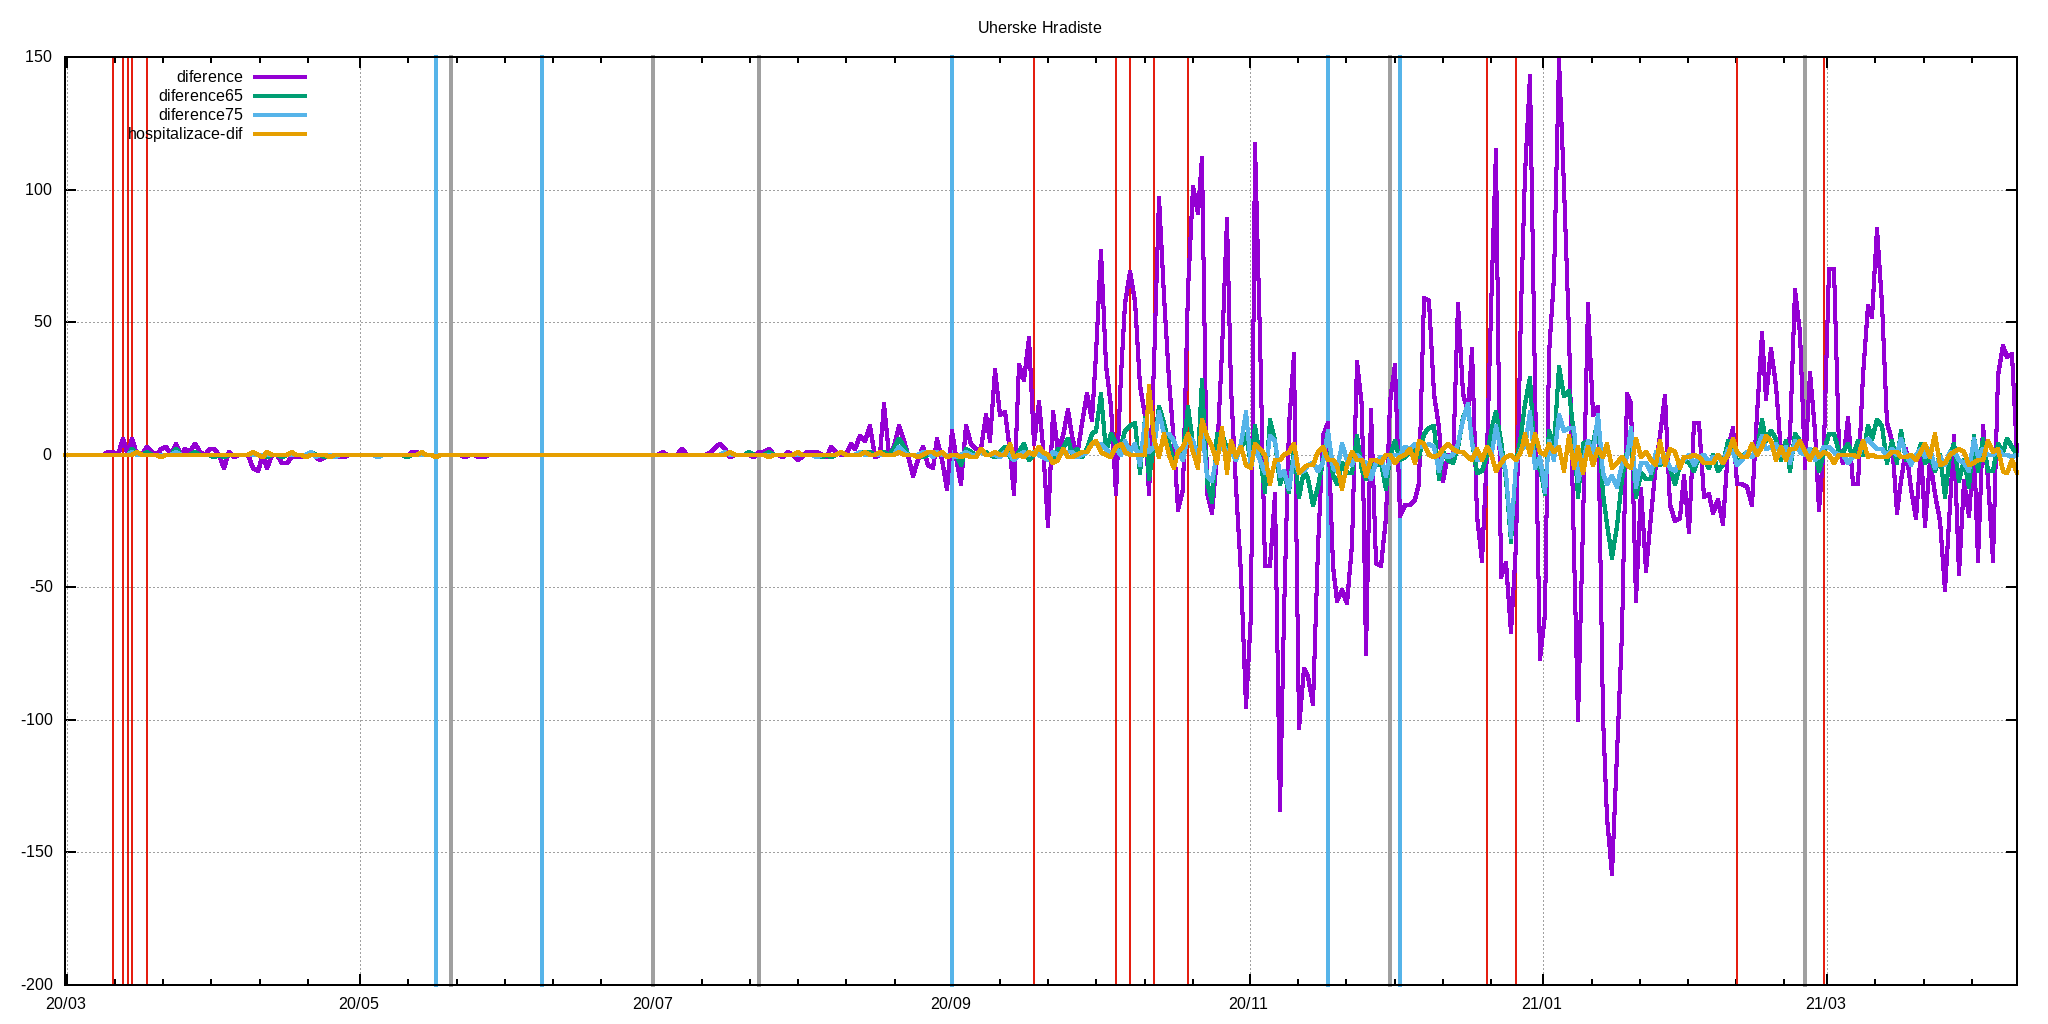 Uherske Hradiste
150
100
50
0
-50
-100
-150
-200
diference
diference65
diference75
hospitalizace-dif
20/03 20/05 20/07 20/09 20/11 21/01 21/03